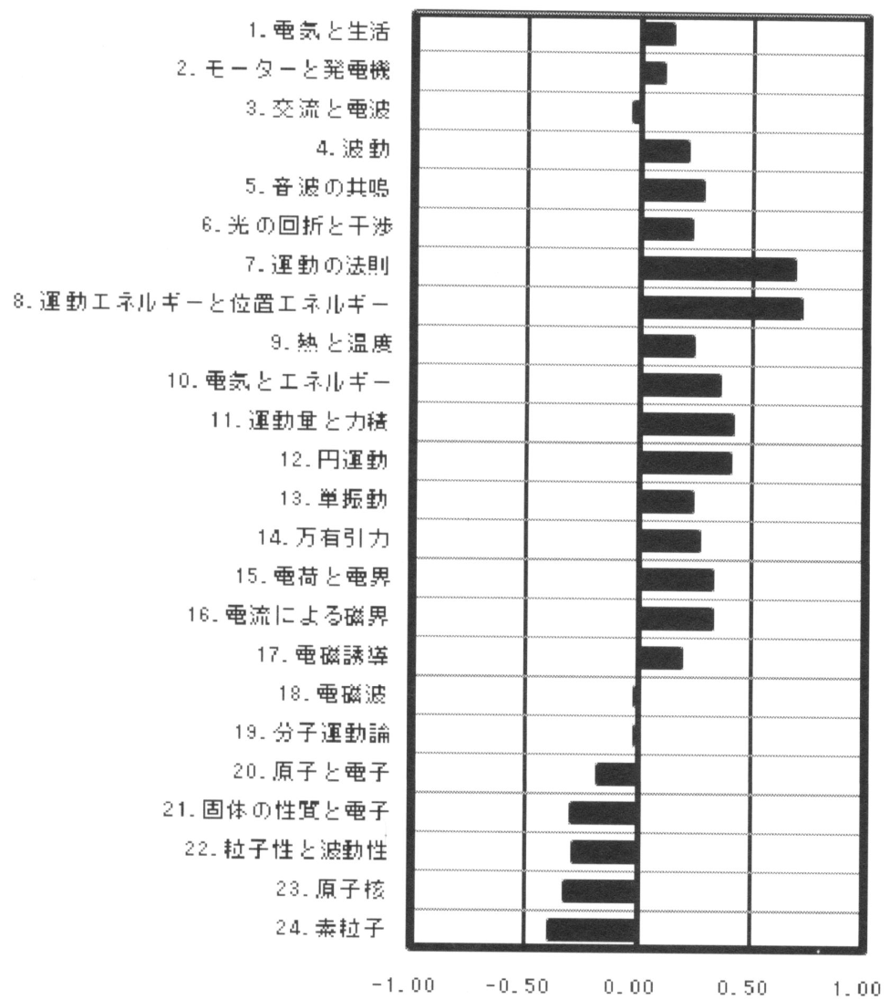 1.電気と生活
2.モーターと発電機
3.交流と電波
4.波動
5.音波の共鳴
6.光の回折と干渉
7.運動の法則
8.運動エネルギーと位置エネルギー
9.熱と温度
10.電気とエネルギー
11.運動量と力積
12.円運動
13.単振動
14.万有引力
15.電荷と電界
16.電流による磁界
17.電磁誘導
18.電磁波
19.分子運動論
20.原子と電子
21.固体の性質と電子
22.粒子性と波動性
23.原子核
24.素粒子
-1.00 -0.50 0.00 0.50 1.00